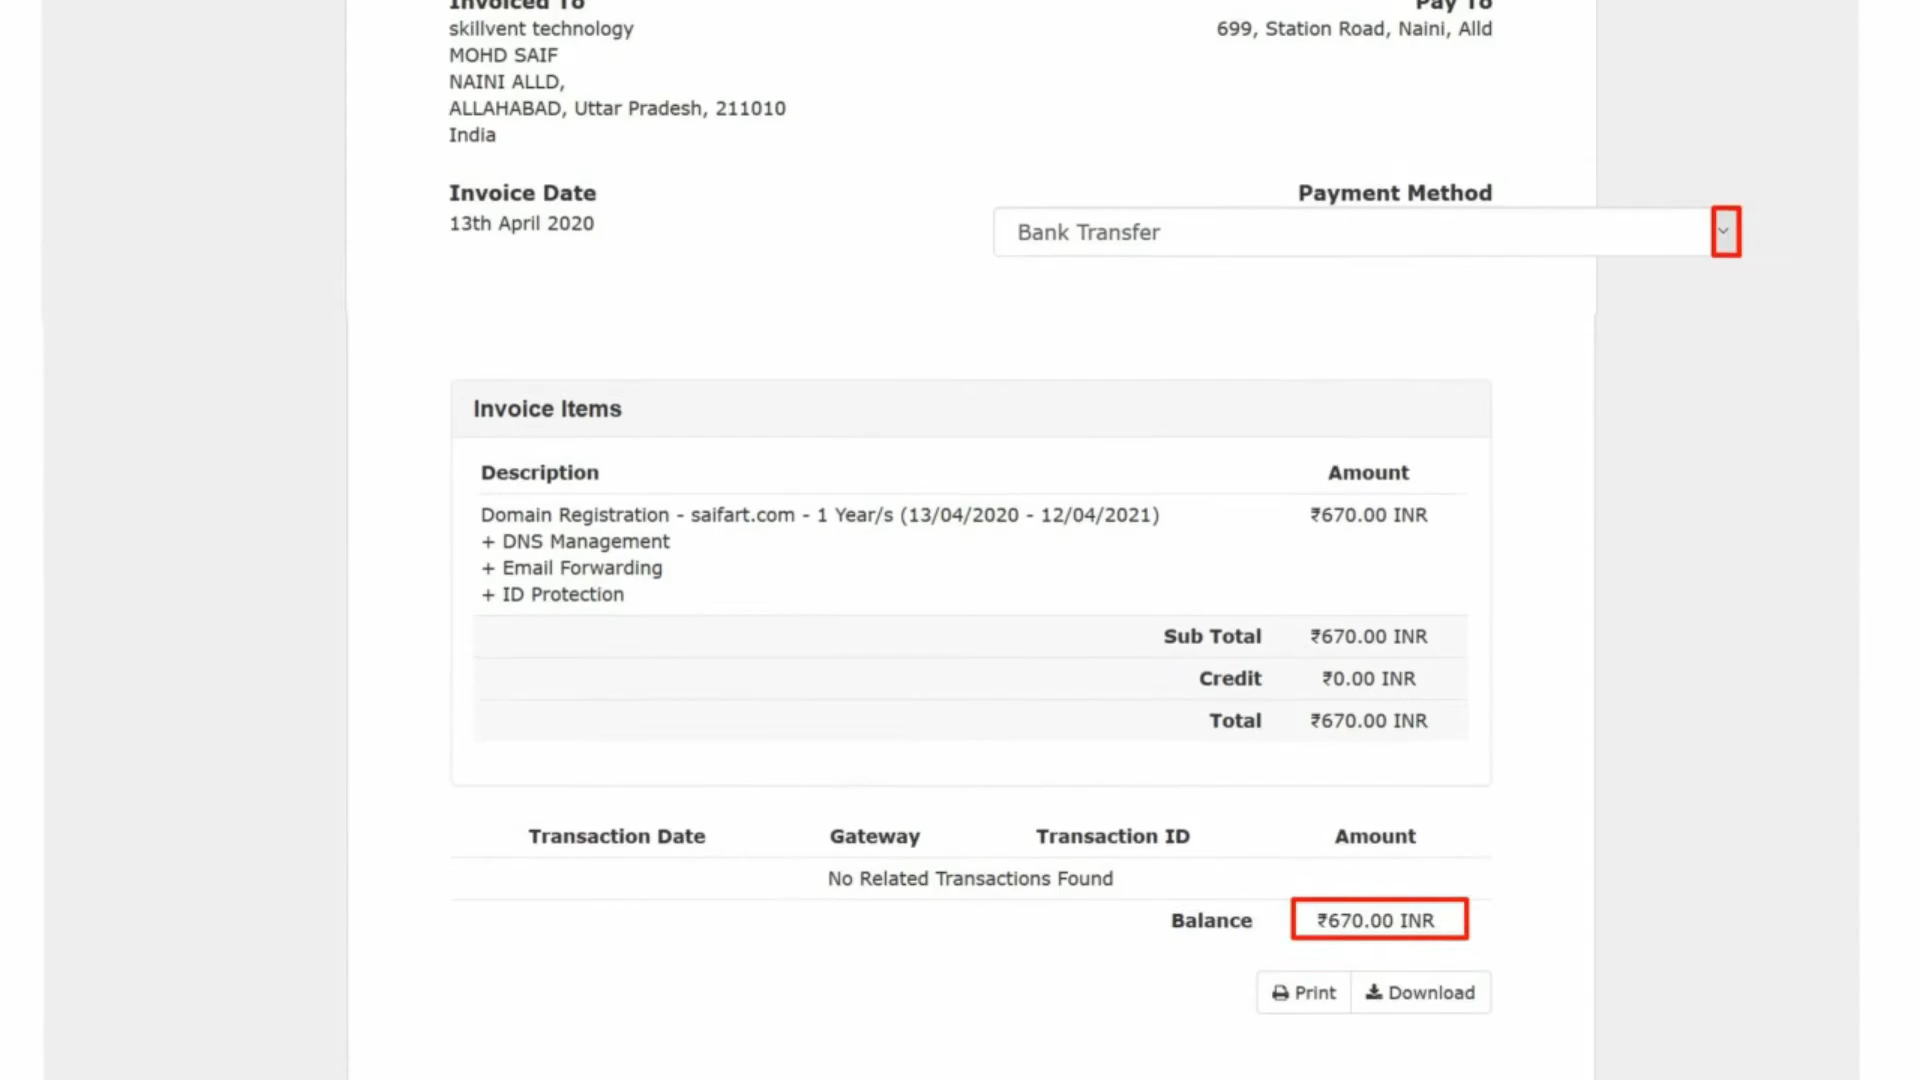 Invoiced To
skillvent technology
MOHD SAIF
NAINI ALLD,
ALLAHABAD, Uttar Pradesh, 211010
India
Pay To
699, Station Road, Naini, Alld
Invoice Date
13th April 2020
Payment Method
Bank Transfer
Invoice Items
Description Amount
Domain Registration - saifart.com - 1 Year/s (13/04/2020 - 12/04/2021) ₹670.00 INR
+ DNS Management
+ Email Forwarding
+ ID Protection
Sub Total ₹670.00 INR
Credit ₹0.00 INR
Total ₹670.00 INR
Transaction Date Gateway Transaction ID Amount
No Related Transactions Found
Balance ₹670.00 INR
Print Download